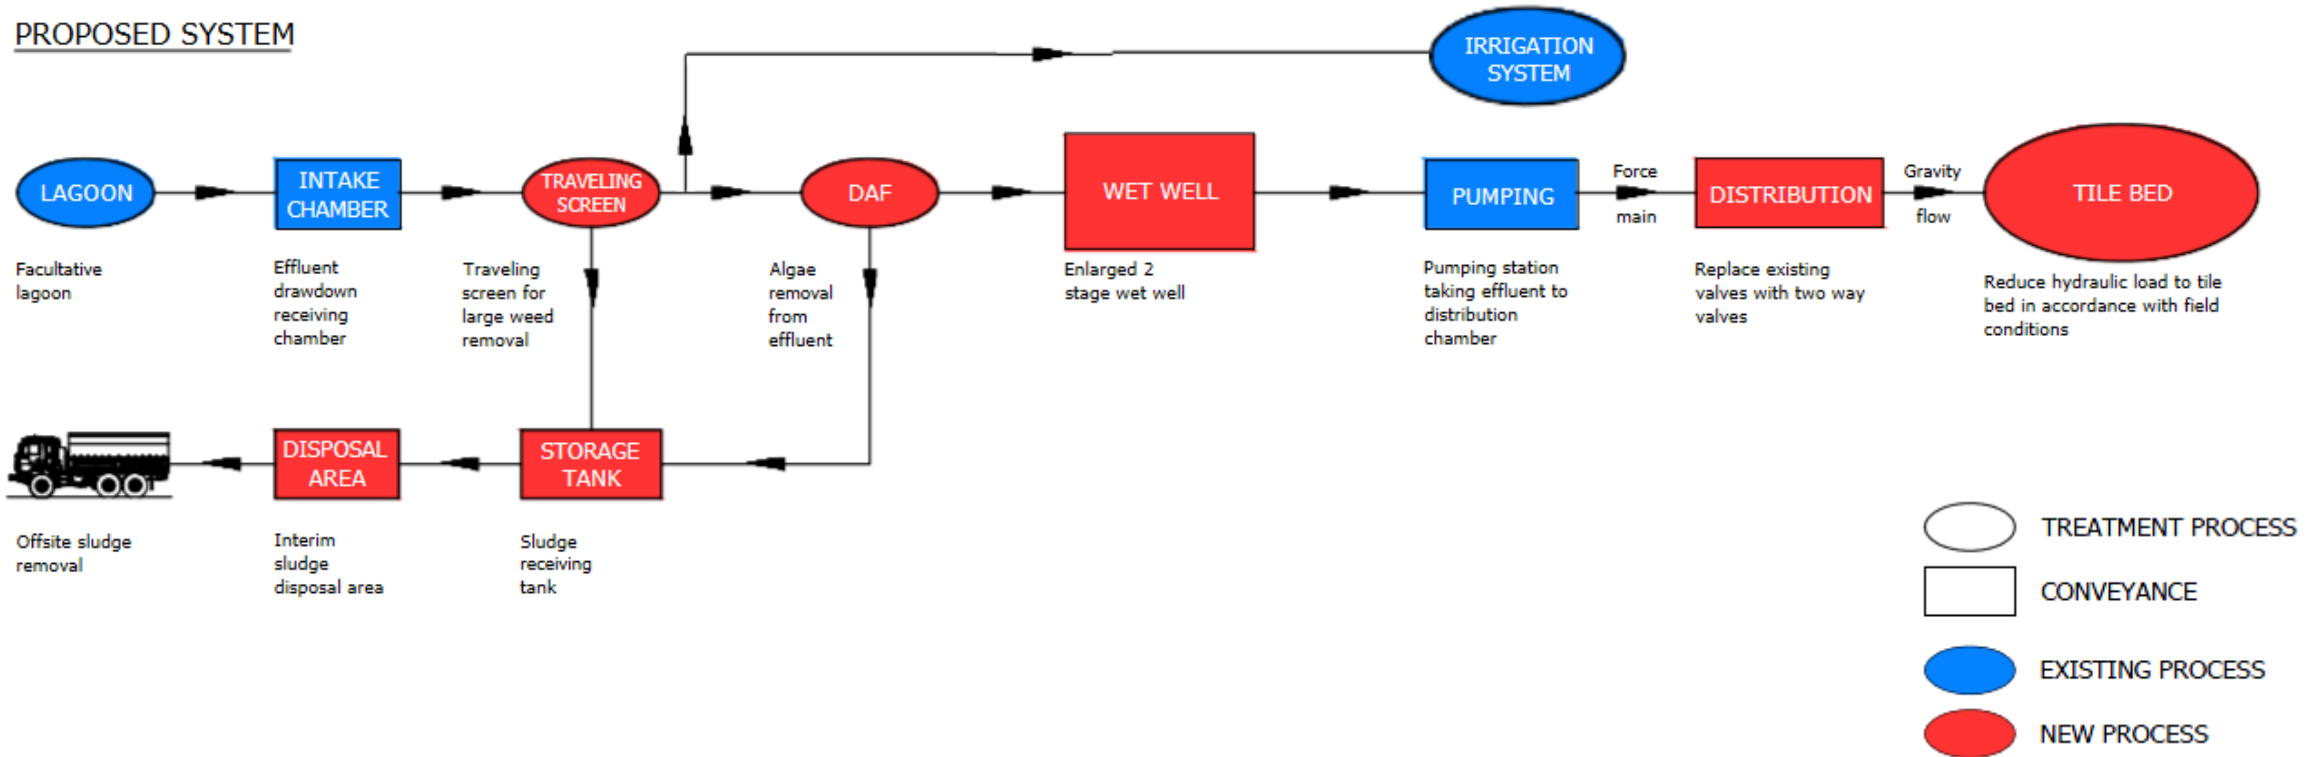 PROPOSED SYSTEM
IRRIGATION
SYSTEM
LAGOON
INTAKE
CHAMBER
TRAVELING
SCREEN
DAF
WET WELL
PUMPING
Force
main
DISTRIBUTION
Gravity
flow
TILE BED
Facultative
lagoon
Effluent
drawdown
receiving
chamber
Traveling
screen for
large weed
removal
Algae
removal
from
effluent
Enlarged 2
stage wet well
Pumping station
taking effluent to
distribution
chamber
Replace existing
valves with two way
valves
Reduce hydraulic load to tile
bed in accordance with field
conditions
DISPOSAL
AREA
STORAGE
TANK
Offsite sludge
removal
Interim
sludge
disposal area
Sludge
receiving
tank
TREATMENT PROCESS
CONVEYANCE
EXISTING PROCESS
NEW PROCESS